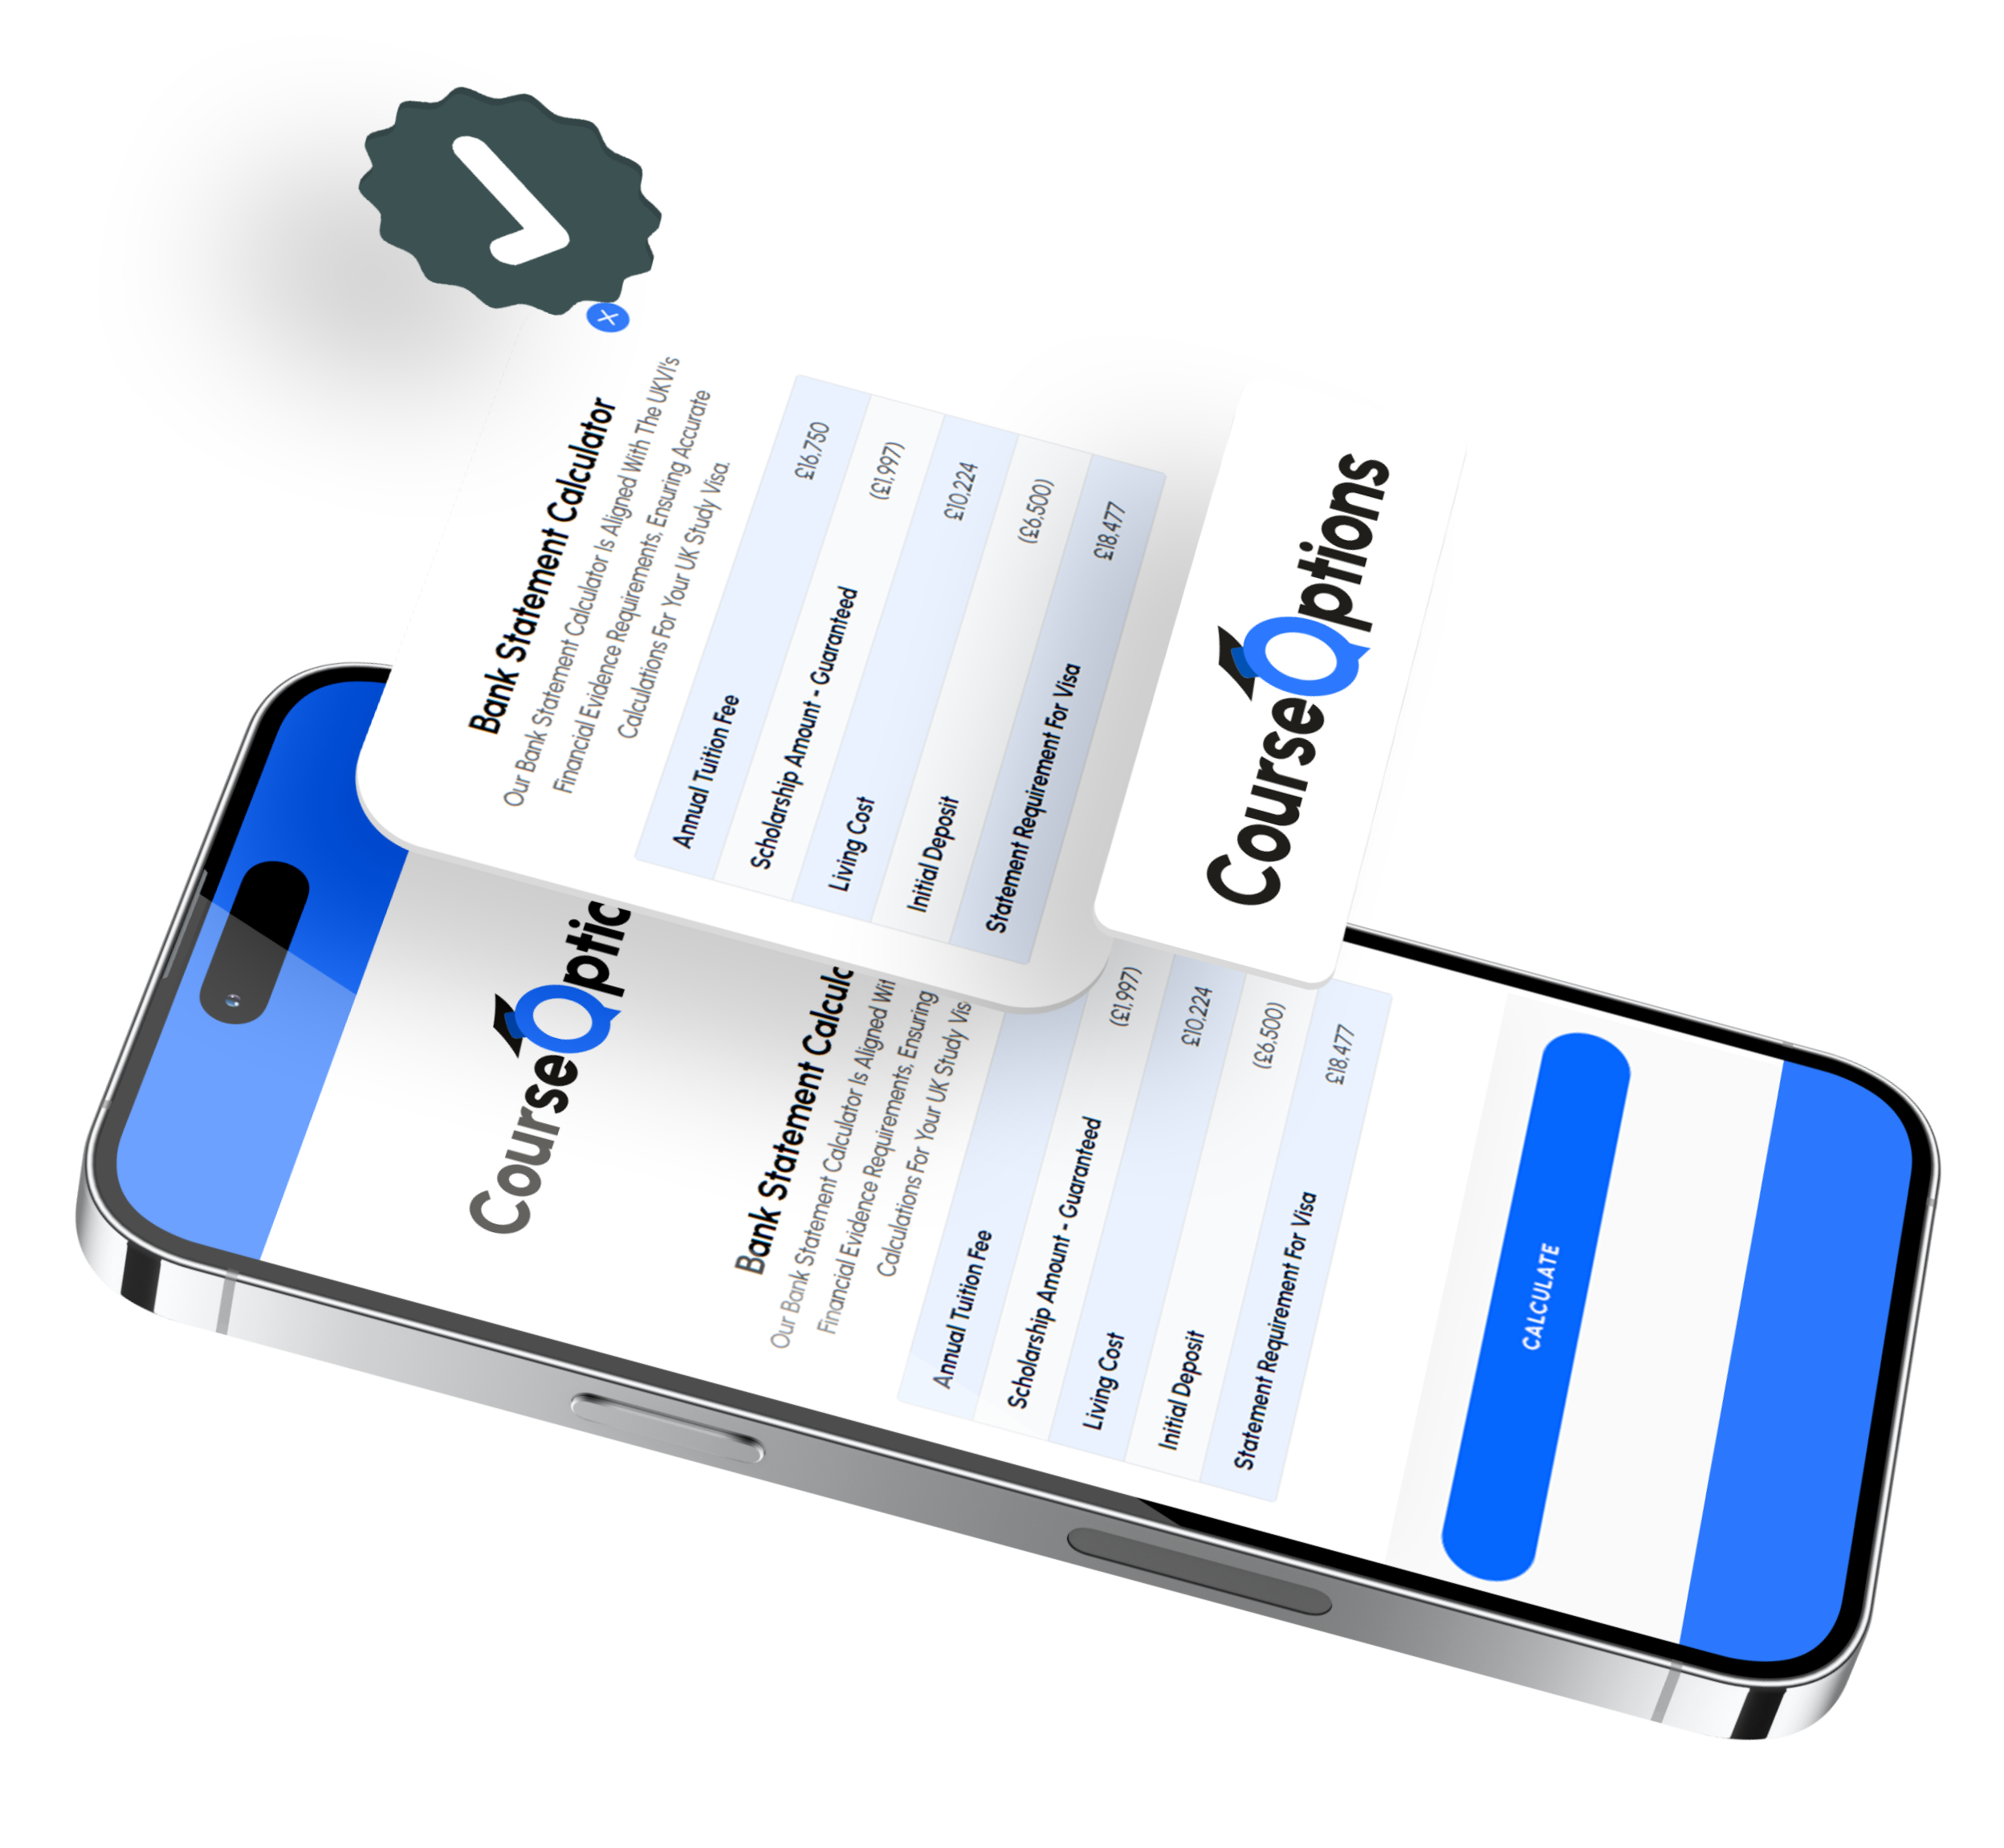 Bank Statement Calculator
Our Bank Statement Calculator Is Aligned With The UKVI's
Financial Evidence Requirements, Ensuring Accurate
Calculations For Your UK Study Visa.
Annual Tuition Fee £16,750
Scholarship Amount - Guaranteed (£1,997)
Living Cost £10,224
Initial Deposit (£6,500)
Statement Requirement For Visa £18,477
CourseOptions
CourseOptic
Bank Statement Calculc
Our Bank Statement Calculator Is Aligned Wit
Financial Evidence Requirements, Ensuring
Calculations For Your UK Study Vis
Annual Tuition Fee
Scholarship Amount - Guaranteed (£1,997)
Living Cost £10,224
Initial Deposit (£6,500)
Statement Requirement For Visa £18,477
CALCULATE